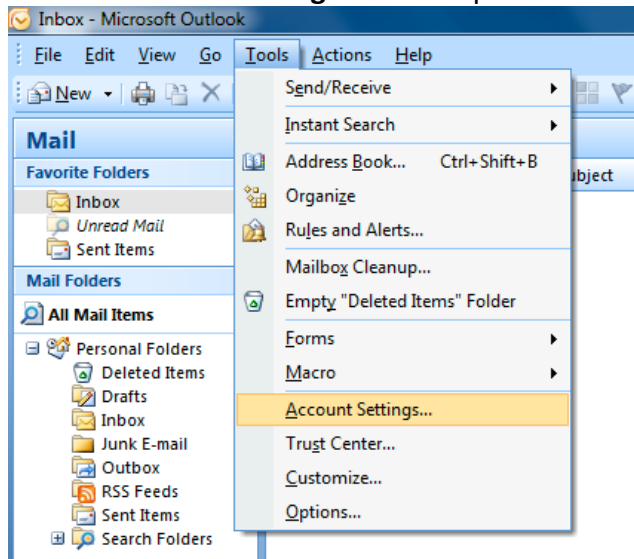 Inbox - Microsoft Outlook
File Edit View Go Tools Actions Help
New
Send/Receive
Instant Search
Address Book... Ctrl+Shift+B
Organize
Rules and Alerts...
Mailbox Cleanup...
Empty "Deleted Items" Folder
Forms
Macro
Account Settings...
Trust Center...
Customize...
Options...
Mail
Favorite Folders
Inbox
Unread Mail
Sent Items
Mail Folders
All Mail Items
Personal Folders
Deleted Items
Drafts
Inbox
Junk E-mail
Outbox
RSS Feeds
Sent Items
Search Folders